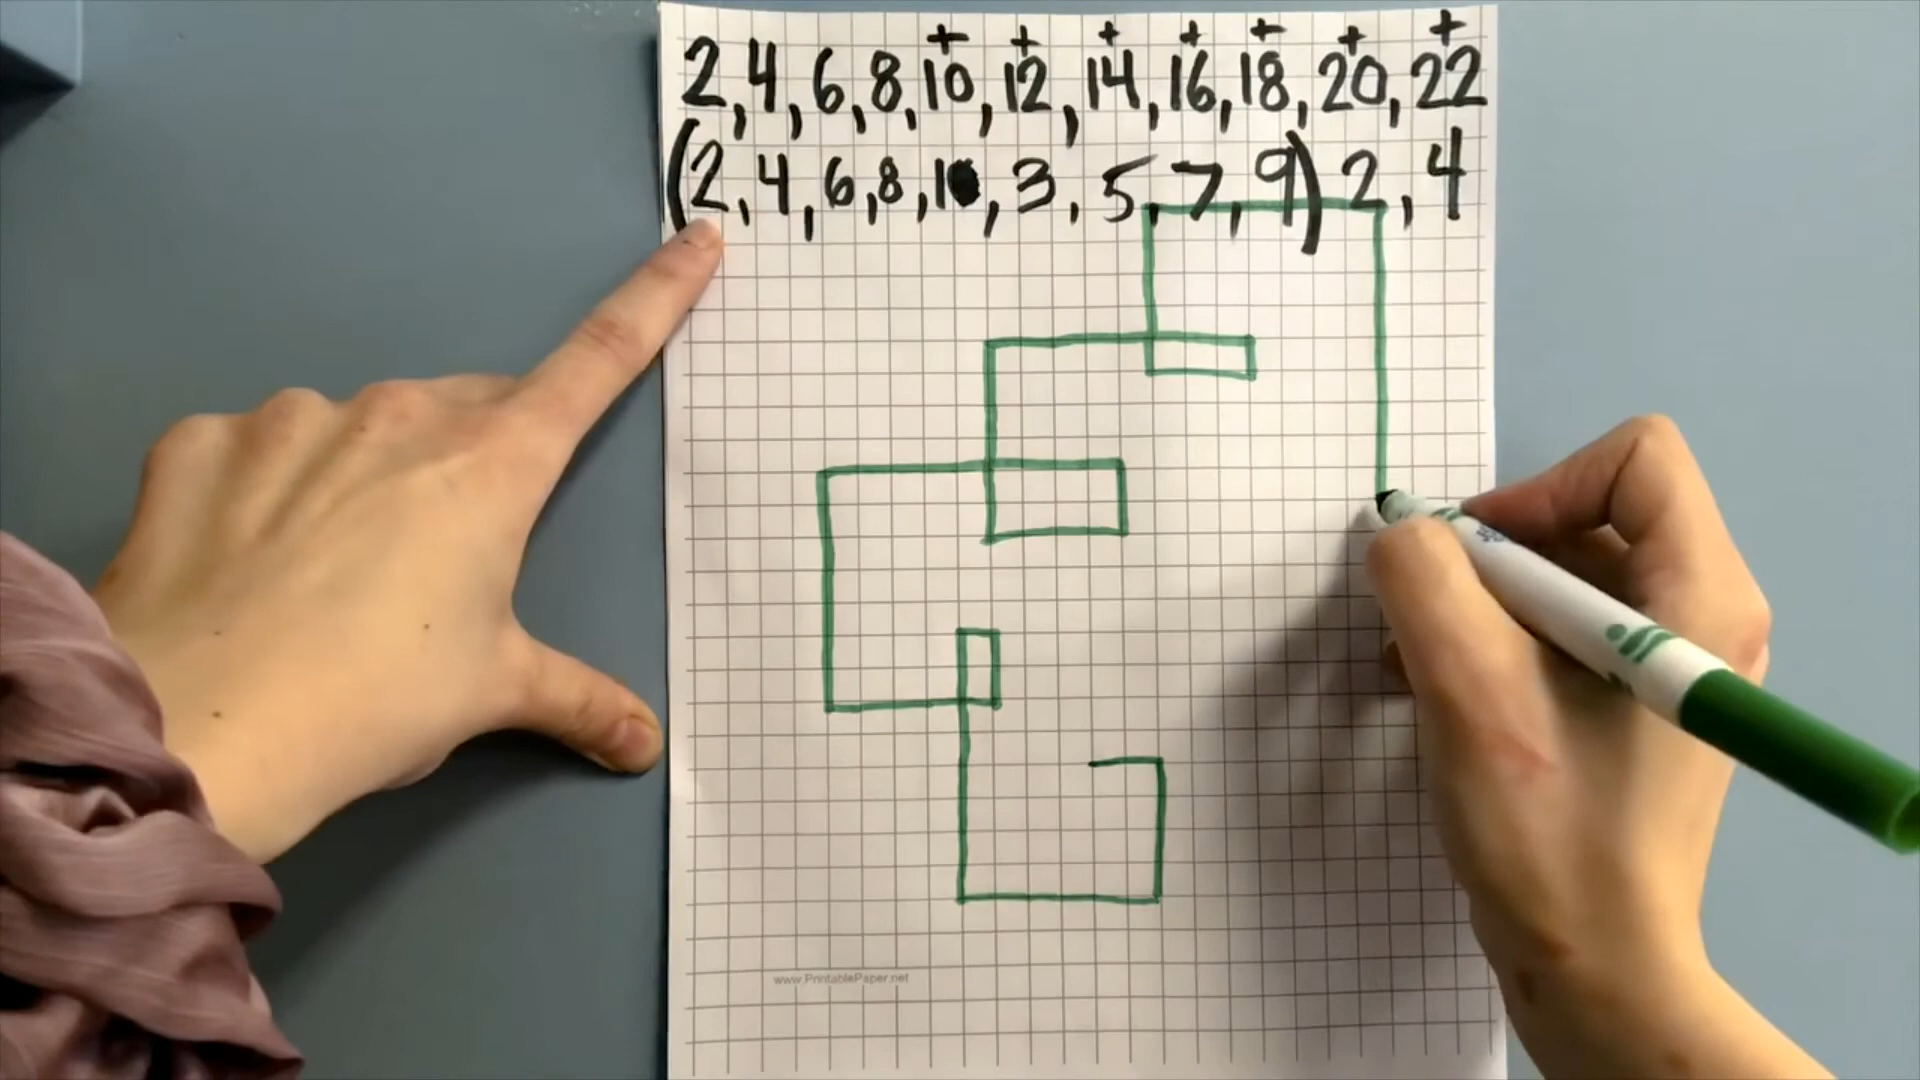 + + + + + + +
2, 4, 6, 8, 10, 12, 14, 16, 18, 20, 22
(2, 4, 6, 8, 1, 3, 5, 7, 9) 2, 4
www.PrintablePaper.net